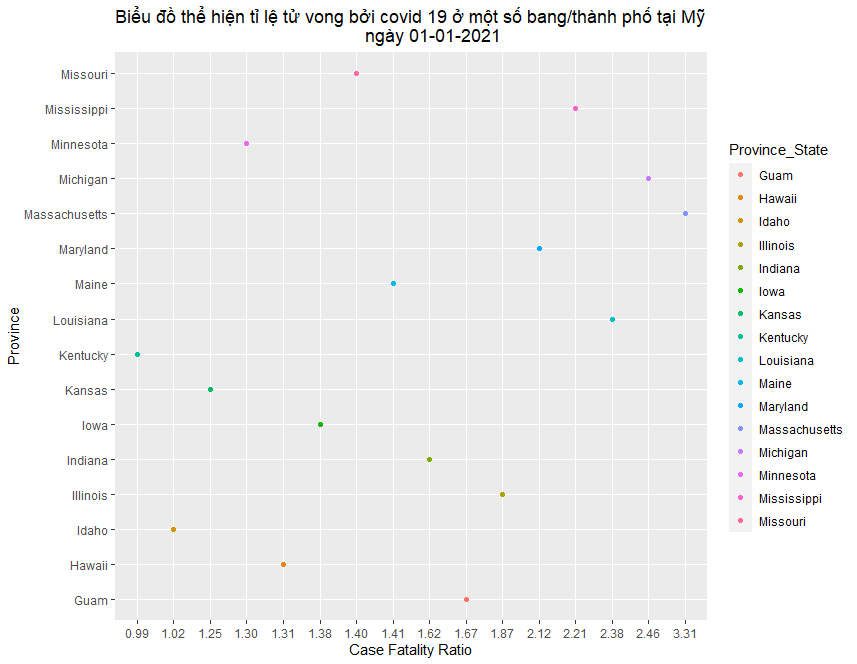 Biểu đồ thể hiện tỉ lệ tử vong bởi covid 19 ở một số bang/thành phố tại Mỹ
ngày 01-01-2021
Province
Missouri
Mississippi
Minnesota
Michigan
Massachusetts
Maryland
Maine
Louisiana
Kentucky
Kansas
Iowa
Indiana
Illinois
Idaho
Hawaii
Guam
0.99 1.02 1.25 1.30 1.31 1.38 1.40 1.41 1.62 1.67 1.87 2.12 2.21 2.38 2.46 3.31
Case Fatality Ratio
Province_State
Guam
Hawaii
Idaho
Illinois
Indiana
Iowa
Kansas
Kentucky
Louisiana
Maine
Maryland
Massachusetts
Michigan
Minnesota
Mississippi
Missouri